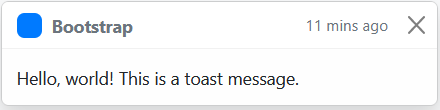 Bootstrap 11 mins ago
Hello, world! This is a toast message.